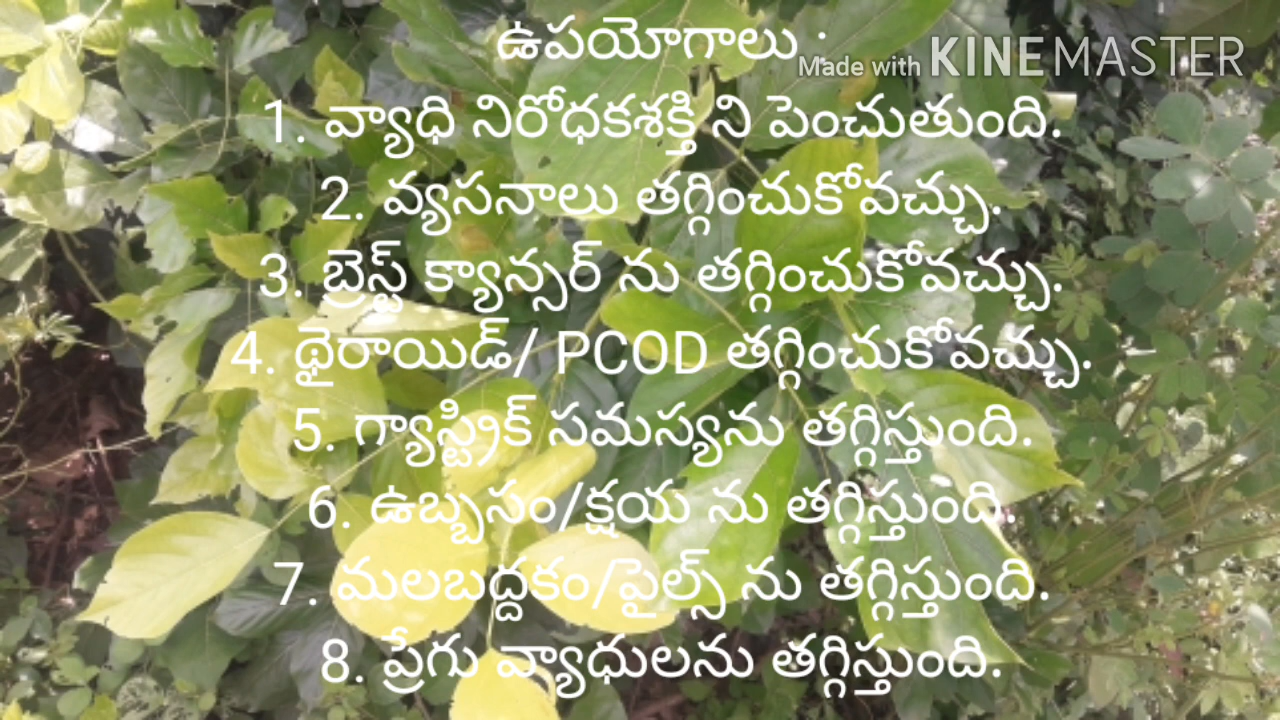 ఉపయోగాలు :
Made with KINEMASTER
1. వ్యాధి నిరోధకశక్తి ని పెంచుతుంది.
2. వ్యసనాలు తగ్గించుకోవచ్చు.
3. బ్రెస్ట్ క్యాన్సర్ ను తగ్గించుకోవచ్చు.
4. థైరాయిడ్/ PCOD తగ్గించుకోవచ్చు.
5. గ్యాస్ట్రిక్ సమస్యను తగ్గిస్తుంది.
6. ఉబ్బసం/క్షయ ను తగ్గిస్తుంది.
7. మలబద్దకం/పైల్స్ ను తగ్గిస్తుంది.
8. ప్రేగు వ్యాధులను తగ్గిస్తుంది.